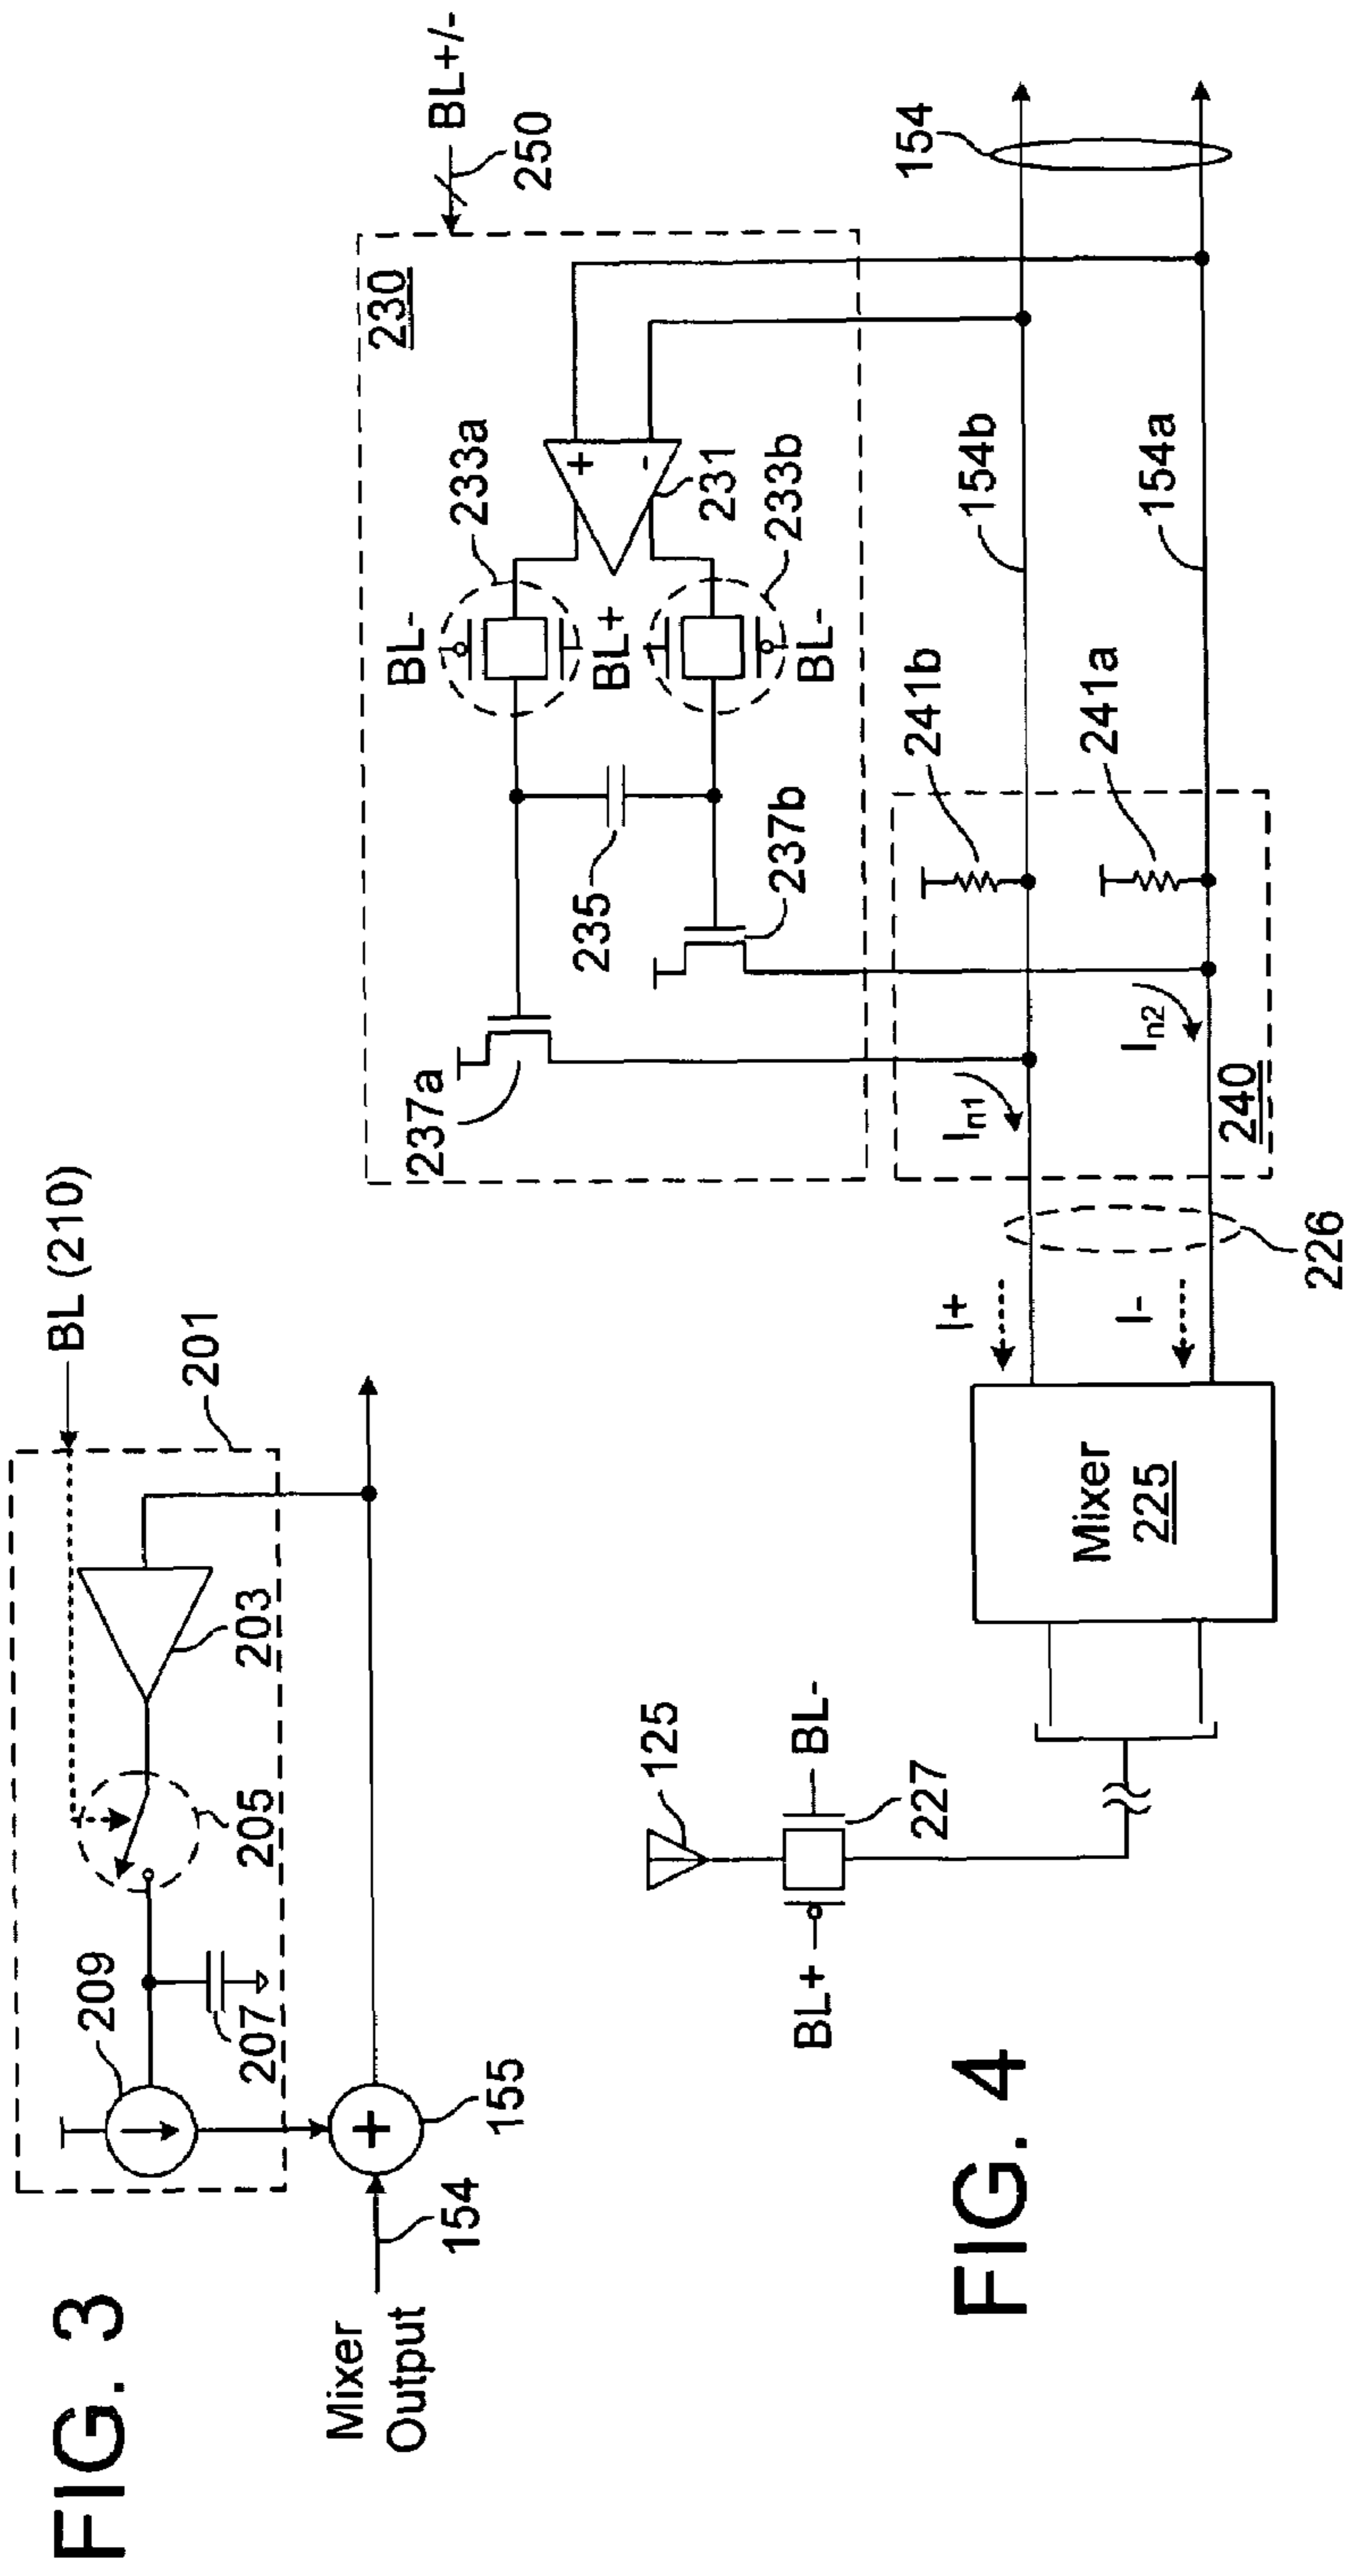 FIG. 3
BL (210)
201
203
205
209
207
155
154
Mixer
Output
FIG. 4
BL+/-
250
230
233a
BL-
BL+
BL-
231
233b
235
237a
237b
154
154b
154a
241b
241a
In1
In2
240
226
I+
I-
Mixer
225
125
BL+
BL-
227